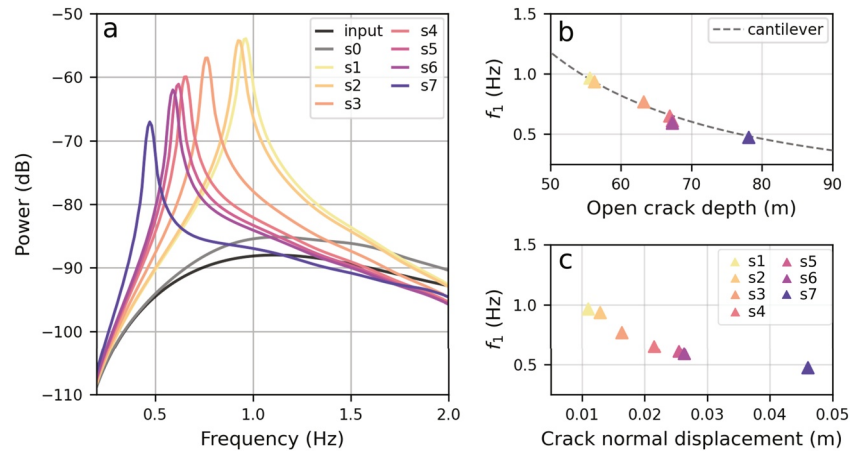 a
input
s0
s1
s2
s3
s4
s5
s6
s7
−50
−60
−70
−80
−90
−100
−110
Power (dB)
0.5
1.0
1.5
2.0
Frequency (Hz)
b
cantilever
1.5
1.0
0.5
f1 (Hz)
50
60
70
80
90
Open crack depth (m)
c
s1
s2
s3
s4
s5
s6
s7
1.5
1.0
0.5
f1 (Hz)
0.01
0.02
0.03
0.04
0.05
Crack normal displacement (m)